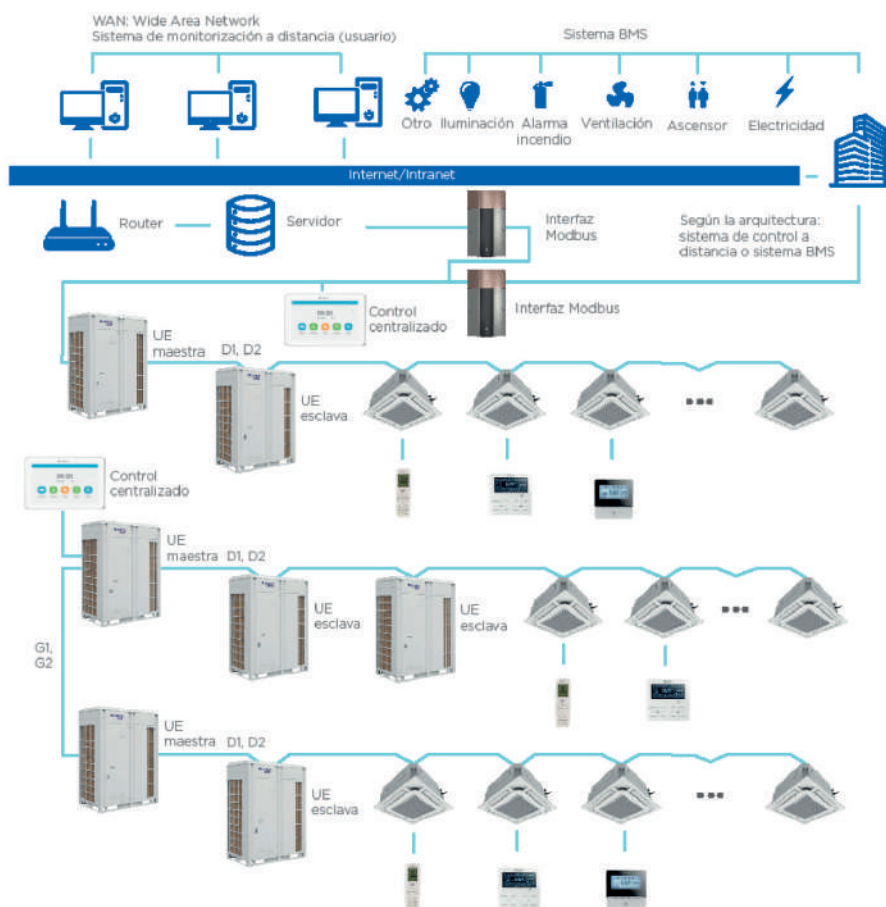 WAN: Wide Area Network
Sistema de monitorización a distancia (usuario)
Sistema BMS
Otro
Iluminación
Alarma
incendio
Ventilación
Ascensor
Electricidad
Internet/Intranet
Router
Servidor
Interfaz
Modbus
Según la arquitectura:
sistema de control a
distancia o sistema BMS
Control
centralizado
Interfaz Modbus
UE
maestra
D1, D2
UE
esclava
Control
centralizado
UE
maestra
D1, D2
UE
esclava
UE
esclava
G1,
G2
UE
maestra
D1, D2
UE
esclava